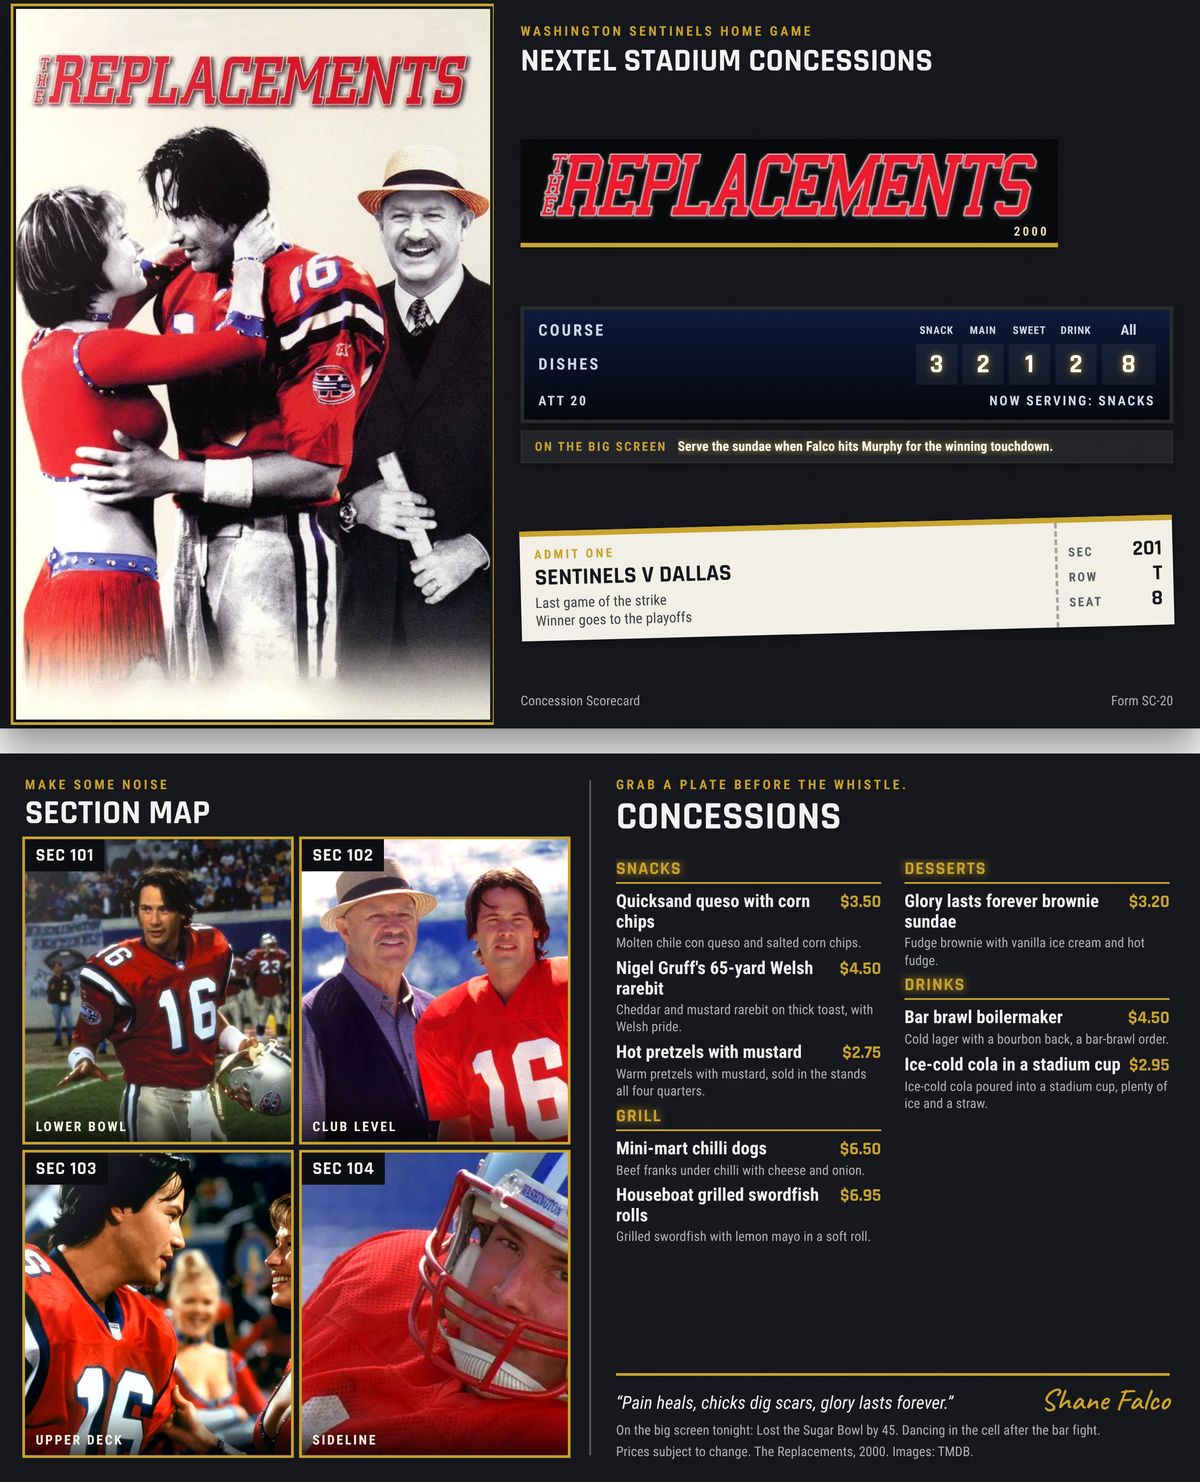 THE REPLACEMENTS
16
WASHINGTON SENTINELS HOME GAME
NEXTEL STADIUM CONCESSIONS
THE REPLACEMENTS
2000
COURSE SNACK MAIN SWEET DRINK All
DISHES 3 2 1 2 8
ATT 20 NOW SERVING: SNACKS
ON THE BIG SCREEN Serve the sundae when Falco hits Murphy for the winning touchdown.
ADMIT ONE
SENTINELS V DALLAS
Last game of the strike
Winner goes to the playoffs
SEC 201
ROW T
SEAT 8
Concession Scorecard
Form SC-20
MAKE SOME NOISE
SECTION MAP
SEC 101
16
16
23
LOWER BOWL
SEC 102
16
CLUB LEVEL
SEC 103
16
UPPER DECK
SEC 104
WASHINGTON
SIDELINE
GRAB A PLATE BEFORE THE WHISTLE.
CONCESSIONS
SNACKS
Quicksand queso with corn $3.50
chips
Molten chile con queso and salted corn chips.
Nigel Gruff's 65-yard Welsh $4.50
rarebit
Cheddar and mustard rarebit on thick toast, with
Welsh pride.
Hot pretzels with mustard $2.75
Warm pretzels with mustard, sold in the stands
all four quarters.
GRILL
Mini-mart chilli dogs $6.50
Beef franks under chilli with cheese and onion.
Houseboat grilled swordfish $6.95
rolls
Grilled swordfish with lemon mayo in a soft roll.
DESSERTS
Glory lasts forever brownie $3.20
sundae
Fudge brownie with vanilla ice cream and hot
fudge.
DRINKS
Bar brawl boilermaker $4.50
Cold lager with a bourbon back, a bar-brawl order.
Ice-cold cola in a stadium cup $2.95
Ice-cold cola poured into a stadium cup, plenty of
ice and a straw.
“Pain heals, chicks dig scars, glory lasts forever.” Shane Falco
On the big screen tonight: Lost the Sugar Bowl by 45. Dancing in the cell after the bar fight.
Prices subject to change. The Replacements, 2000. Images: TMDB.